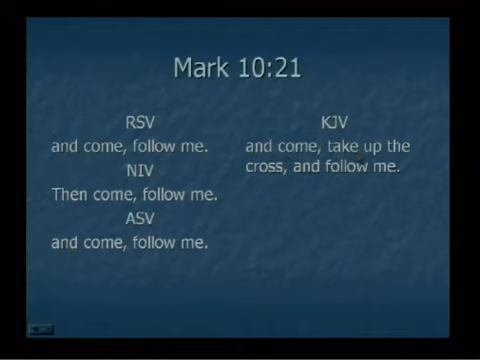 Mark 10:21
RSV
and come, follow me.
NIV
Then come, follow me.
ASV
and come, follow me.
KJV
and come, take up the
cross, and follow me.